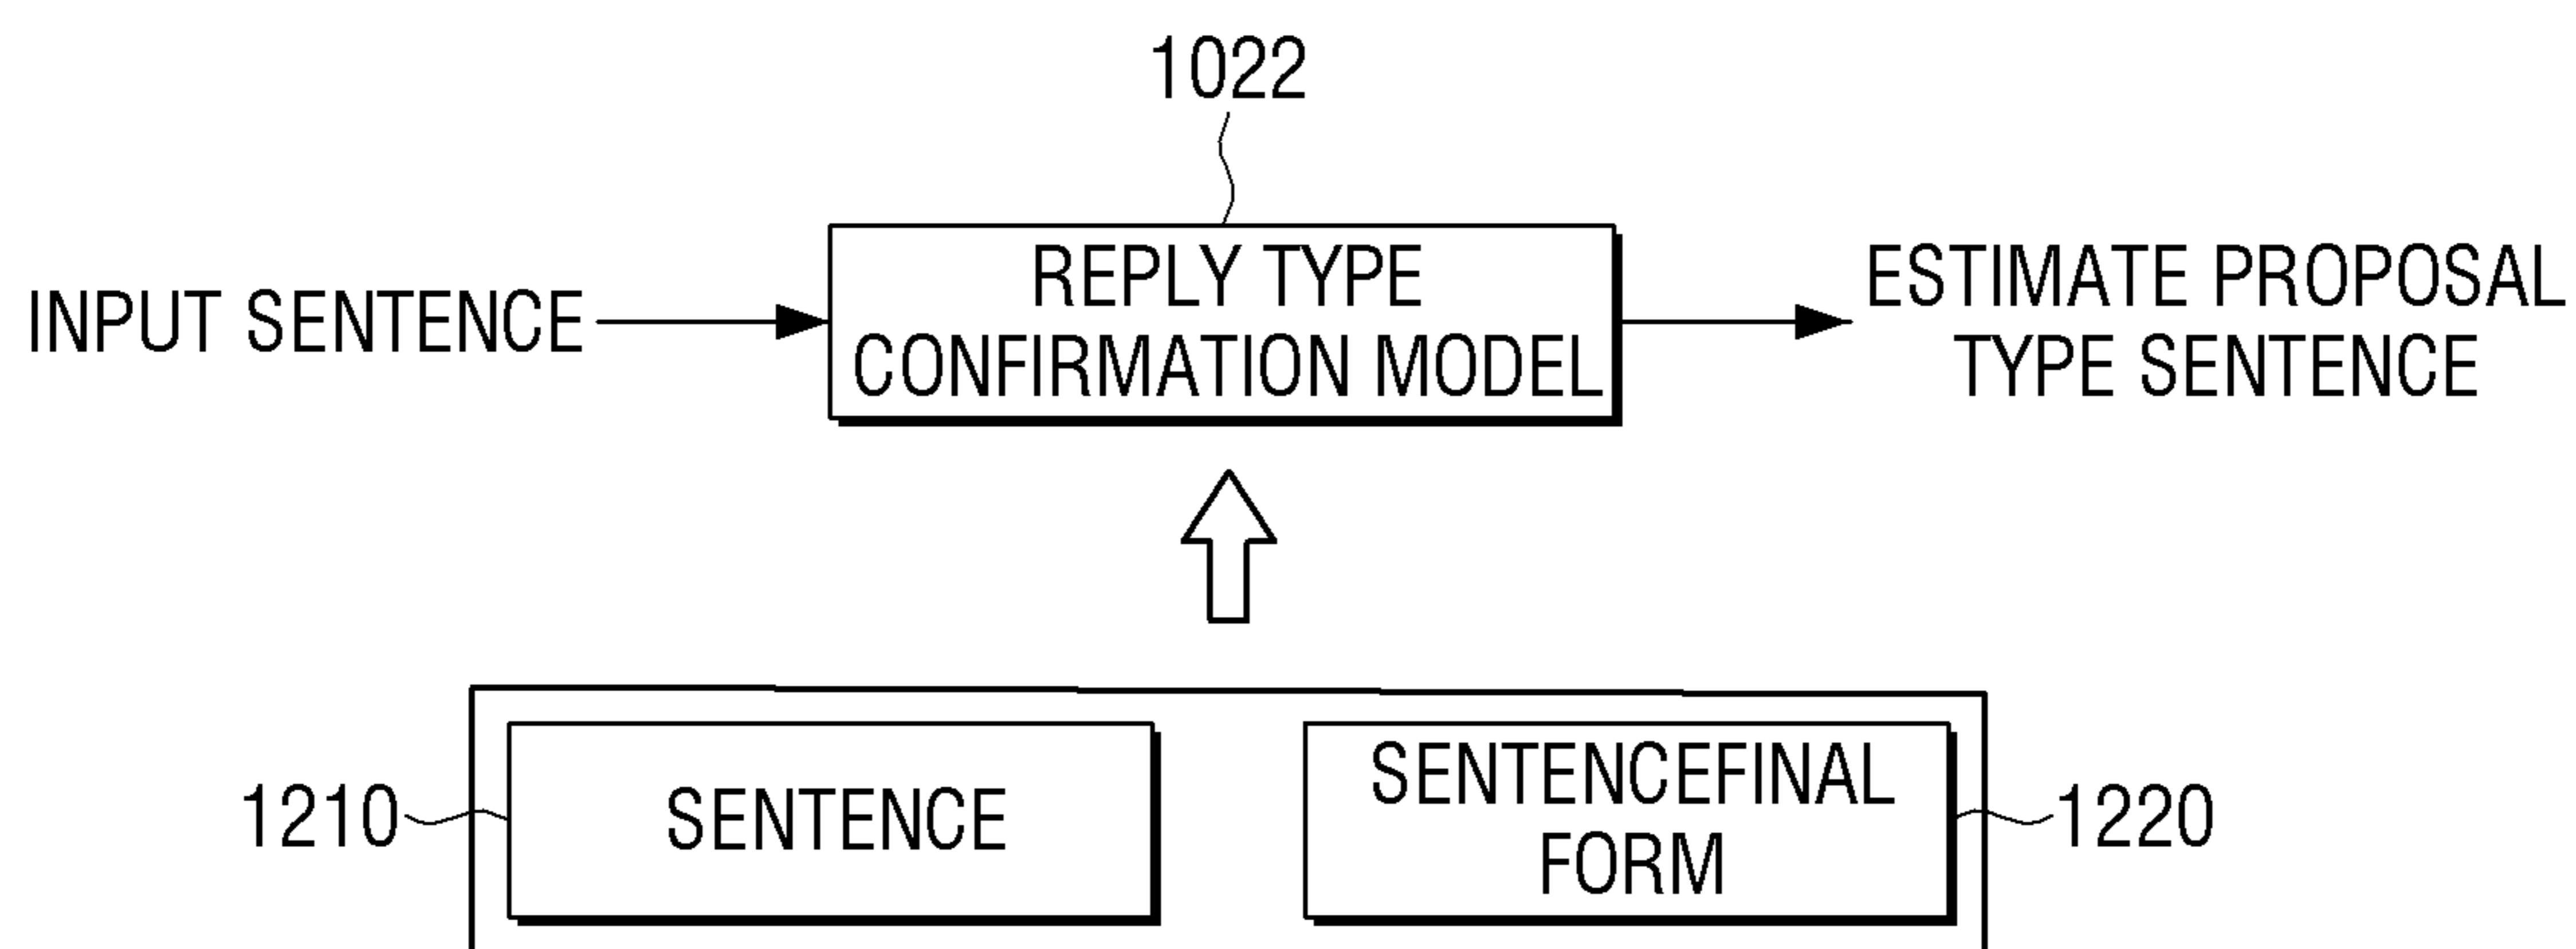 1022
INPUT SENTENCE
REPLY TYPE
CONFIRMATION MODEL
ESTIMATE PROPOSAL
TYPE SENTENCE
1210
SENTENCE
SENTENCEFINAL
FORM
1220